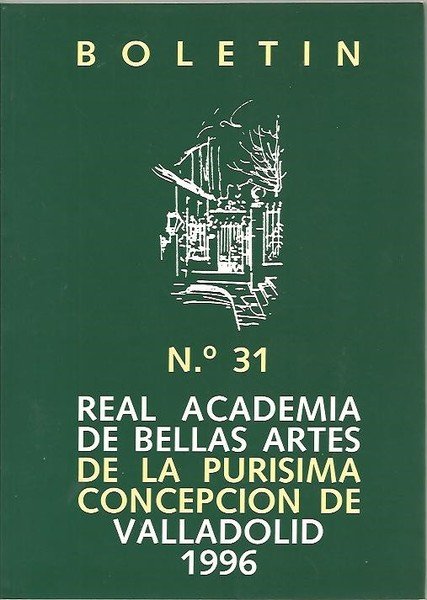 BOLETIN
N.º 31
REAL ACADEMIA
DE BELLAS ARTES
DE LA PURISIMA
CONCEPCION DE
VALLADOLID
1996